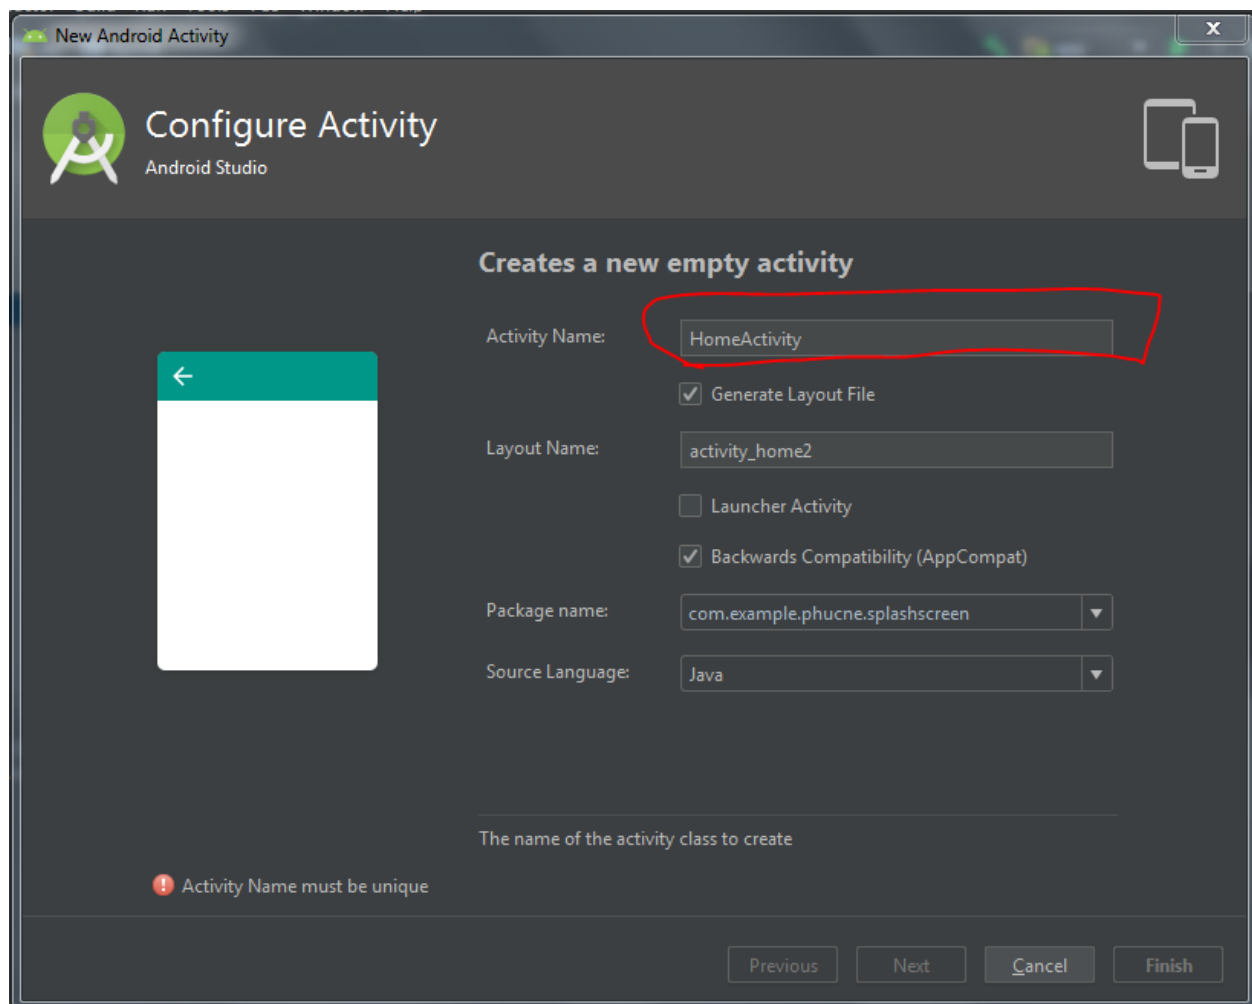 New Android Activity
X
Configure Activity
Android Studio
Creates a new empty activity
Activity Name: HomeActivity
Generate Layout File
Layout Name: activity_home2
Launcher Activity
Backwards Compatibility (AppCompat)
Package name: com.example.phucne.splashscreen
Source Language: Java
The name of the activity class to create
Activity Name must be unique
Previous Next Cancel Finish